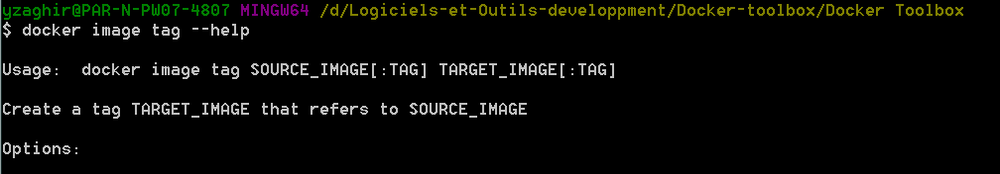 yzaghir@PAR-N-PW07-4807 MINGW64 /d/Logiciels-et-Outils-developpment/Docker-toolbox/Docker Toolbox
$ docker image tag --help
Usage:  docker image tag SOURCE_IMAGE[:TAG] TARGET_IMAGE[:TAG]
Create a tag TARGET_IMAGE that refers to SOURCE_IMAGE
Options: